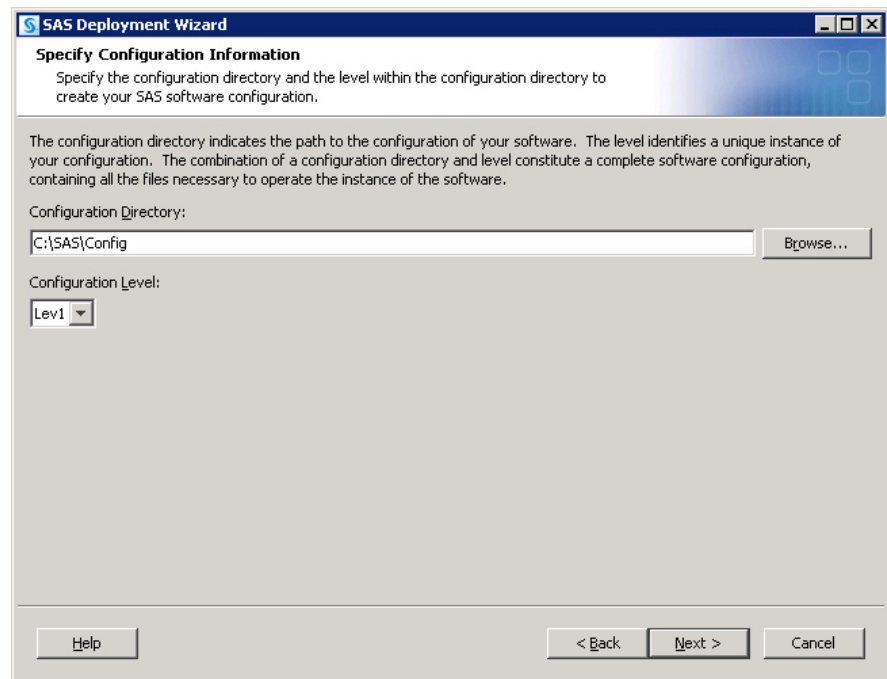 SAS Deployment Wizard
Specify Configuration Information
Specify the configuration directory and the level within the configuration directory to
create your SAS software configuration.
The configuration directory indicates the path to the configuration of your software. The level identifies a unique instance of
your configuration. The combination of a configuration directory and level constitute a complete software configuration,
containing all the files necessary to operate the instance of the software.
Configuration Directory:
C:\SAS\Config
Browse...
Configuration Level:
Lev1
Help
< Back
Next >
Cancel